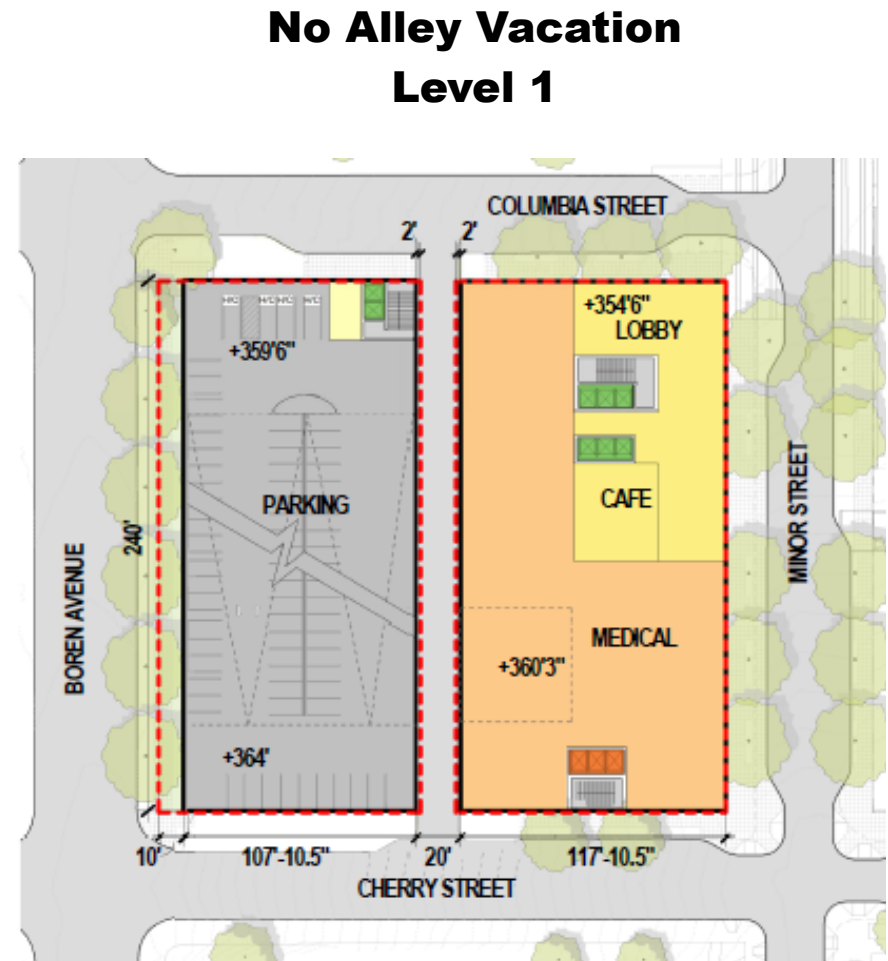 No Alley Vacation
Level 1
COLUMBIA STREET
2'
2'
+354'6"
LOBBY
+359'6"
PARKING
CAFE
240'
BOREN AVENUE
MINOR STREET
MEDICAL
+360'3"
+364'
10'
107'-10.5"
20'
117'-10.5"
CHERRY STREET